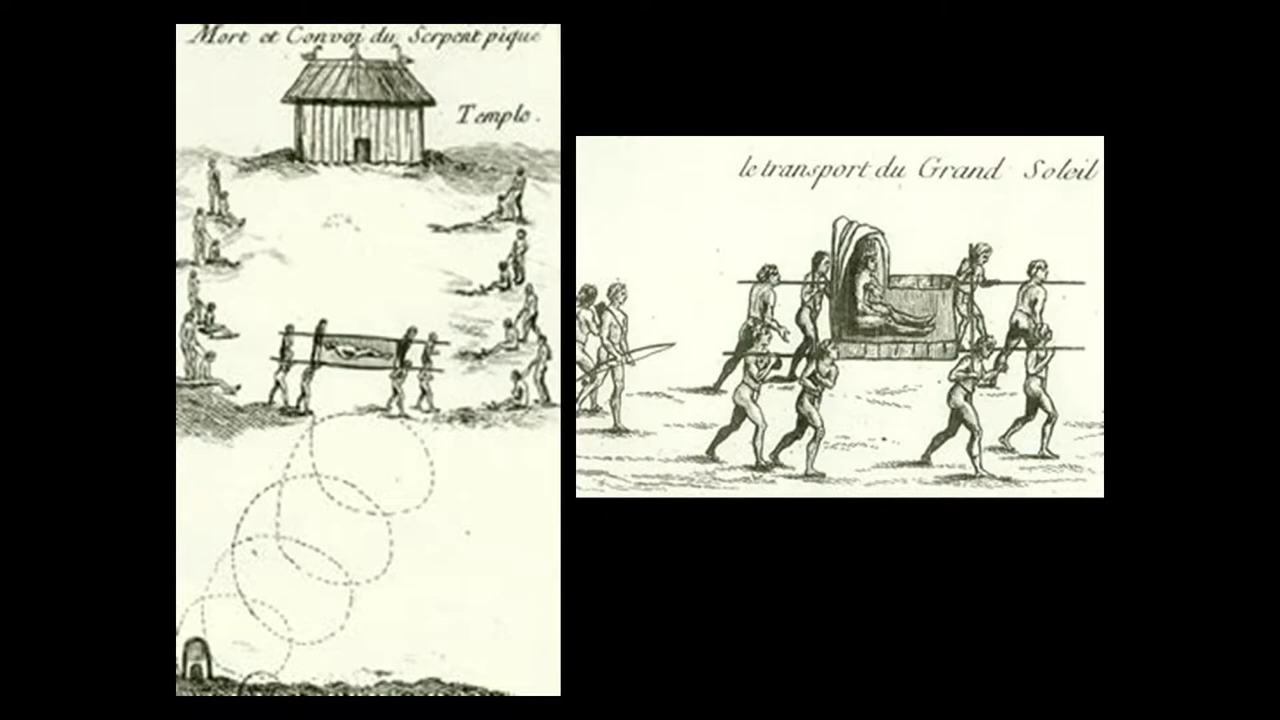 Mort et Convoi du Serpent piqué
Temple.
le transport du Grand Soleil